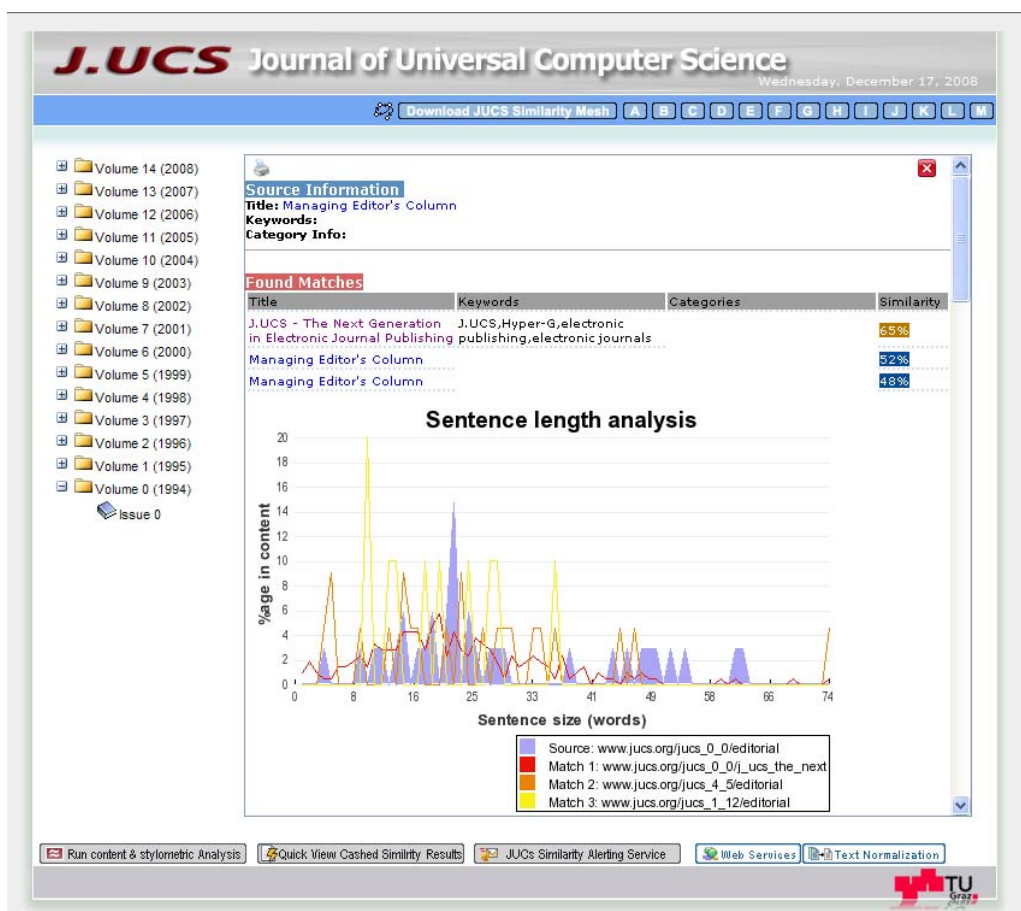 J.UCS Journal of Universal Computer Science
Wednesday, December 17, 2008
Download JUCS Similarity Mesh A B C D E F G H I J K L M
Volume 14 (2008)
Volume 13 (2007)
Volume 12 (2006)
Volume 11 (2005)
Volume 10 (2004)
Volume 9 (2003)
Volume 8 (2002)
Volume 7 (2001)
Volume 6 (2000)
Volume 5 (1999)
Volume 4 (1998)
Volume 3 (1997)
Volume 2 (1996)
Volume 1 (1995)
Volume 0 (1994)
Issue 0
Source Information
Title: Managing Editor's Column
Keywords:
Category Info:
Found Matches
Title Keywords Categories Similarity
J.UCS - The Next Generation in Electronic Journal Publishing J.UCS,Hyper-G,electronic publishing,electronic journals 65%
Managing Editor's Column 52%
Managing Editor's Column 48%
Sentence length analysis
%age in content
20
18
16
14
12
10
8
6
4
2
0
0 8 16 25 33 41 49 58 66 74
Sentence size (words)
Source: www.jucs.org/jucs_0_0/editorial
Match 1: www.jucs.org/jucs_0_0/j_ucs_the_next
Match 2: www.jucs.org/jucs_4_5/editorial
Match 3: www.jucs.org/jucs_1_12/editorial
Run content & stylometric Analysis Quick View Cashed Similrity Results JUCs Similarity Alerting Service Web Services Text Normalization
TU
Graz